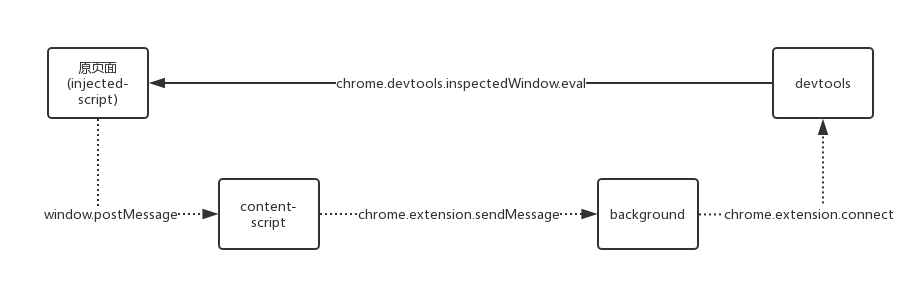 原页面
(injected-
script)
chrome.devtools.inspectedWindow.eval
devtools
window.postMessage
content-
script
chrome.extension.sendMessage
background
chrome.extension.connect